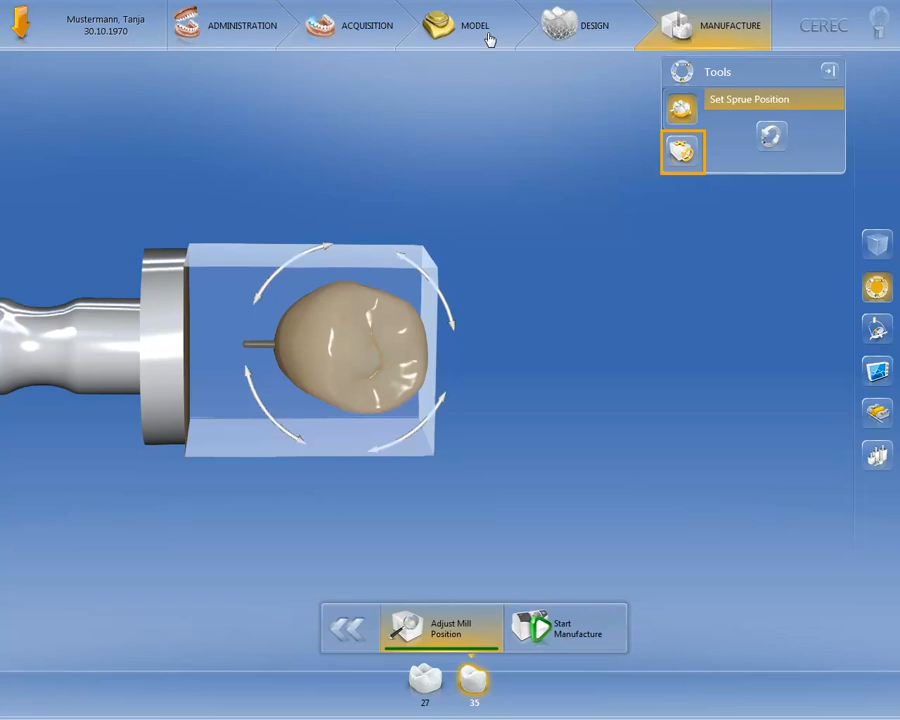 Mustermann, Tanja
30.10.1970
ADMINISTRATION
ACQUISITION
MODEL
DESIGN
MANUFACTURE
CEREC
Tools
Set Sprue Position
Adjust Mill
Position
Start
Manufacture
27
35